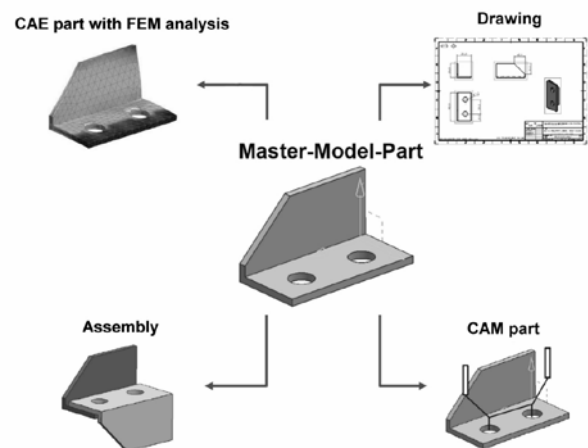 CAE part with FEM analysis
Drawing
Master-Model-Part
Assembly
CAM part